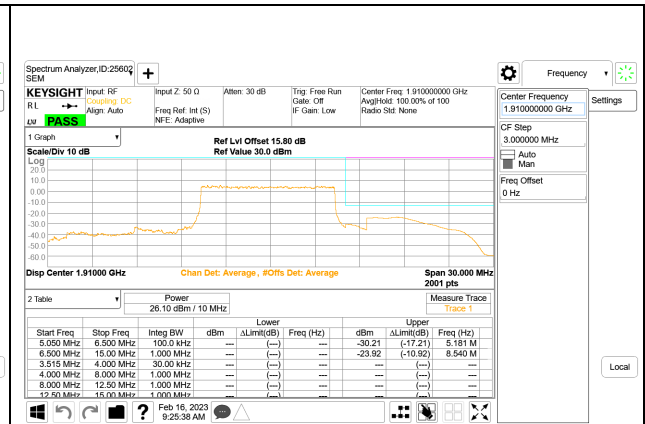 Spectrum Analyzer,ID:25602
SEM
Frequency
KEYSIGHT
R L
PASS
Input: RF
Coupling: DC
Align: Auto
Input Z: 50 Ω
Freq Ref: Int (S)
NFE: Adaptive
Atten: 30 dB
Trig: Free Run
Gate: Off
IF Gain: Low
Center Freq: 1.910000000 GHz
Avg|Hold: 100.00% of 100
Radio Std: None
Center Frequency
1.910000000 GHz
Settings
CF Step
3.000000 MHz
Auto
Man
Freq Offset
0 Hz
1 Graph
Scale/Div 10 dB
Ref Lvl Offset 15.80 dB
Ref Value 30.0 dBm
Log
20.0
10.0
0.00
-10.0
-20.0
-30.0
-40.0
-50.0
-60.0
Disp Center 1.91000 GHz
Chan Det: Average , #Offs Det: Average
Span 30.000 MHz
2001 pts
2 Table
Power
26.10 dBm / 10 MHz
Measure Trace
Trace 1
Lower Upper
Start Freq Stop Freq Integ BW dBm ΔLimit(dB) Freq (Hz) dBm ΔLimit(dB) Freq (Hz)
5.050 MHz 6.500 MHz 100.0 kHz --- (---) --- -30.21 (-17.21) 5.181 M
6.500 MHz 15.00 MHz 1.000 MHz --- (---) --- -23.92 (-10.92) 8.540 M
3.515 MHz 4.000 MHz 30.00 kHz --- (---) --- --- (---) ---
4.000 MHz 8.000 MHz 1.000 MHz --- (---) --- --- (---) ---
8.000 MHz 12.50 MHz 1.000 MHz --- (---) --- --- (---) ---
12.50 MHz 15.00 MHz 1.000 MHz --- (---) --- --- (---) ---
? Feb 16, 2023
9:25:38 AM
Local